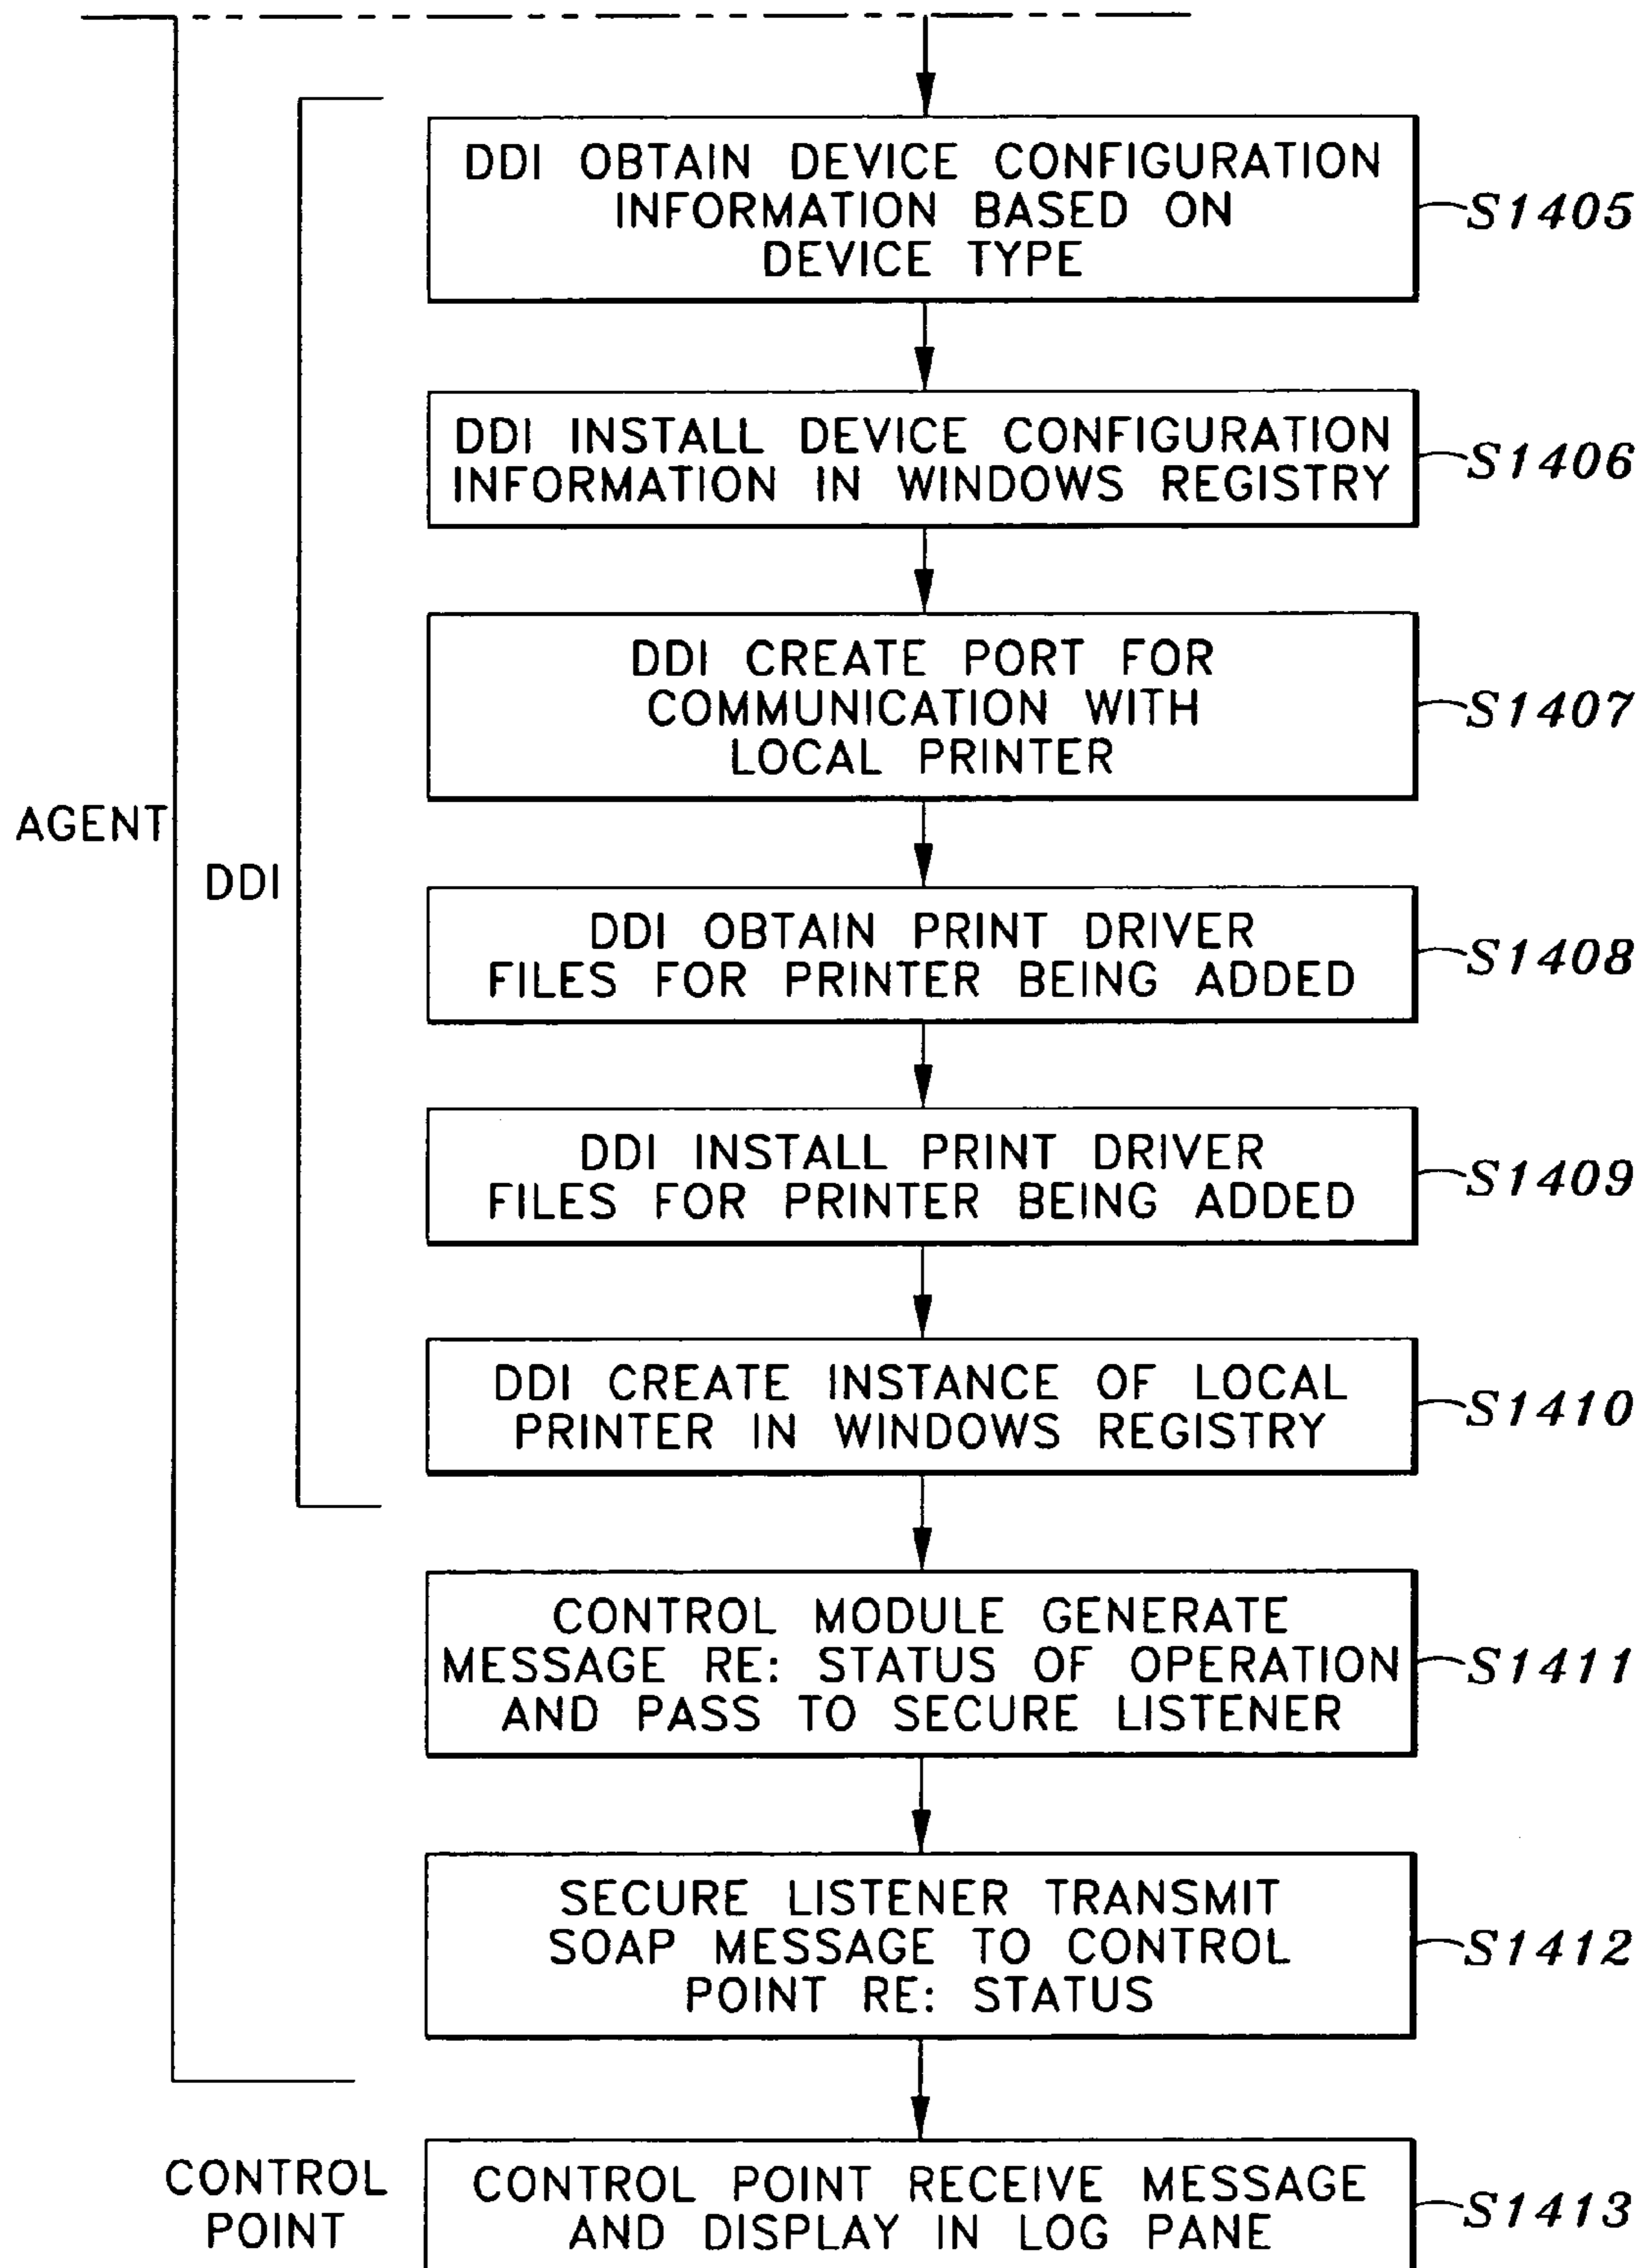 DDI OBTAIN DEVICE CONFIGURATION
INFORMATION BASED ON
DEVICE TYPE
S1405
DDI INSTALL DEVICE CONFIGURATION
INFORMATION IN WINDOWS REGISTRY
S1406
DDI CREATE PORT FOR
COMMUNICATION WITH
LOCAL PRINTER
S1407
AGENT
DDI
DDI OBTAIN PRINT DRIVER
FILES FOR PRINTER BEING ADDED
S1408
DDI INSTALL PRINT DRIVER
FILES FOR PRINTER BEING ADDED
S1409
DDI CREATE INSTANCE OF LOCAL
PRINTER IN WINDOWS REGISTRY
S1410
CONTROL MODULE GENERATE
MESSAGE RE: STATUS OF OPERATION
AND PASS TO SECURE LISTENER
S1411
SECURE LISTENER TRANSMIT
SOAP MESSAGE TO CONTROL
POINT RE: STATUS
S1412
CONTROL
POINT
CONTROL POINT RECEIVE MESSAGE
AND DISPLAY IN LOG PANE
S1413